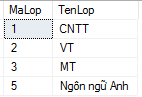 MaLop TenLop
1 CNTT
2 VT
3 MT
5 Ngôn ngữ Anh